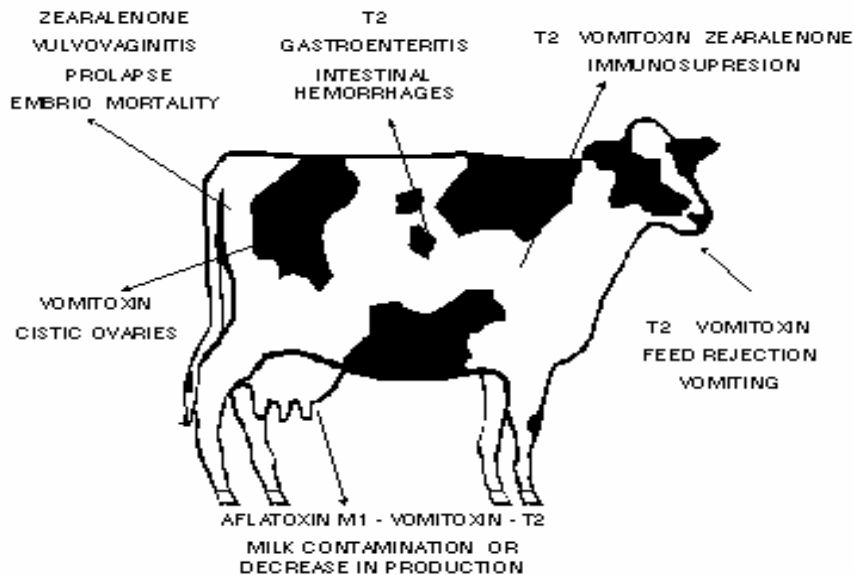 ZEARALENONE
VULVOVAGINITIS
PROLAPSE
EMBRIO MORTALITY
T2
GASTROENTERITIS
INTESTINAL
HEMORRHAGES
T2 VOMITOXIN ZEARALENONE
IMMUNOSUPRESION
VOMITOXIN
CISTIC OVARIES
T2 VOMITOXIN
FEED REJECTION
VOMITING
AFLATOXIN M1 - VOMITOXIN - T2
MILK CONTAMINATION OR
DECREASE IN PRODUCTION